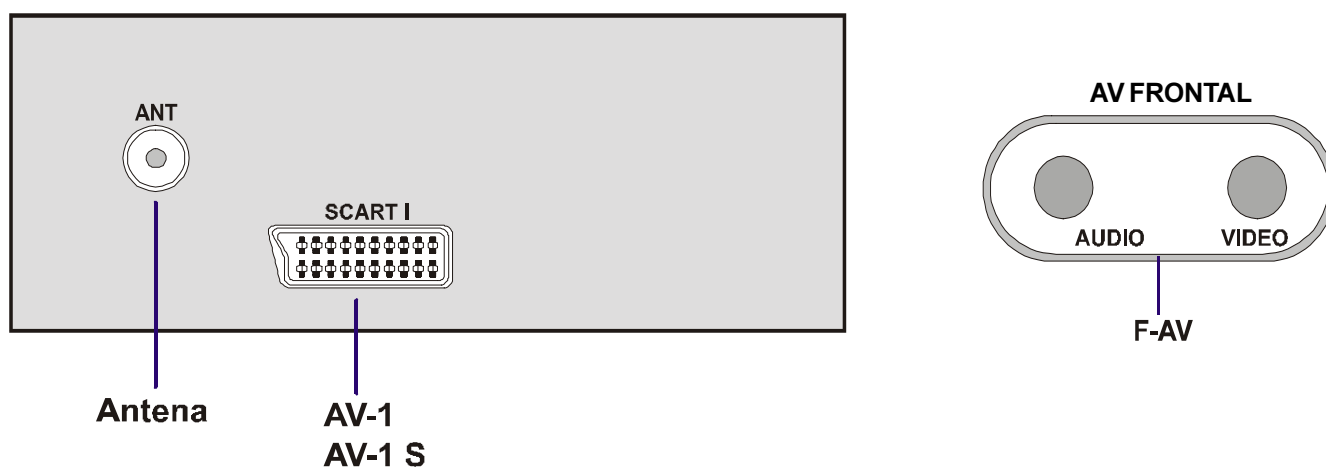 ANT
SCART I
Antena
AV-1
AV-1 S
AV FRONTAL
AUDIO VIDEO
F-AV